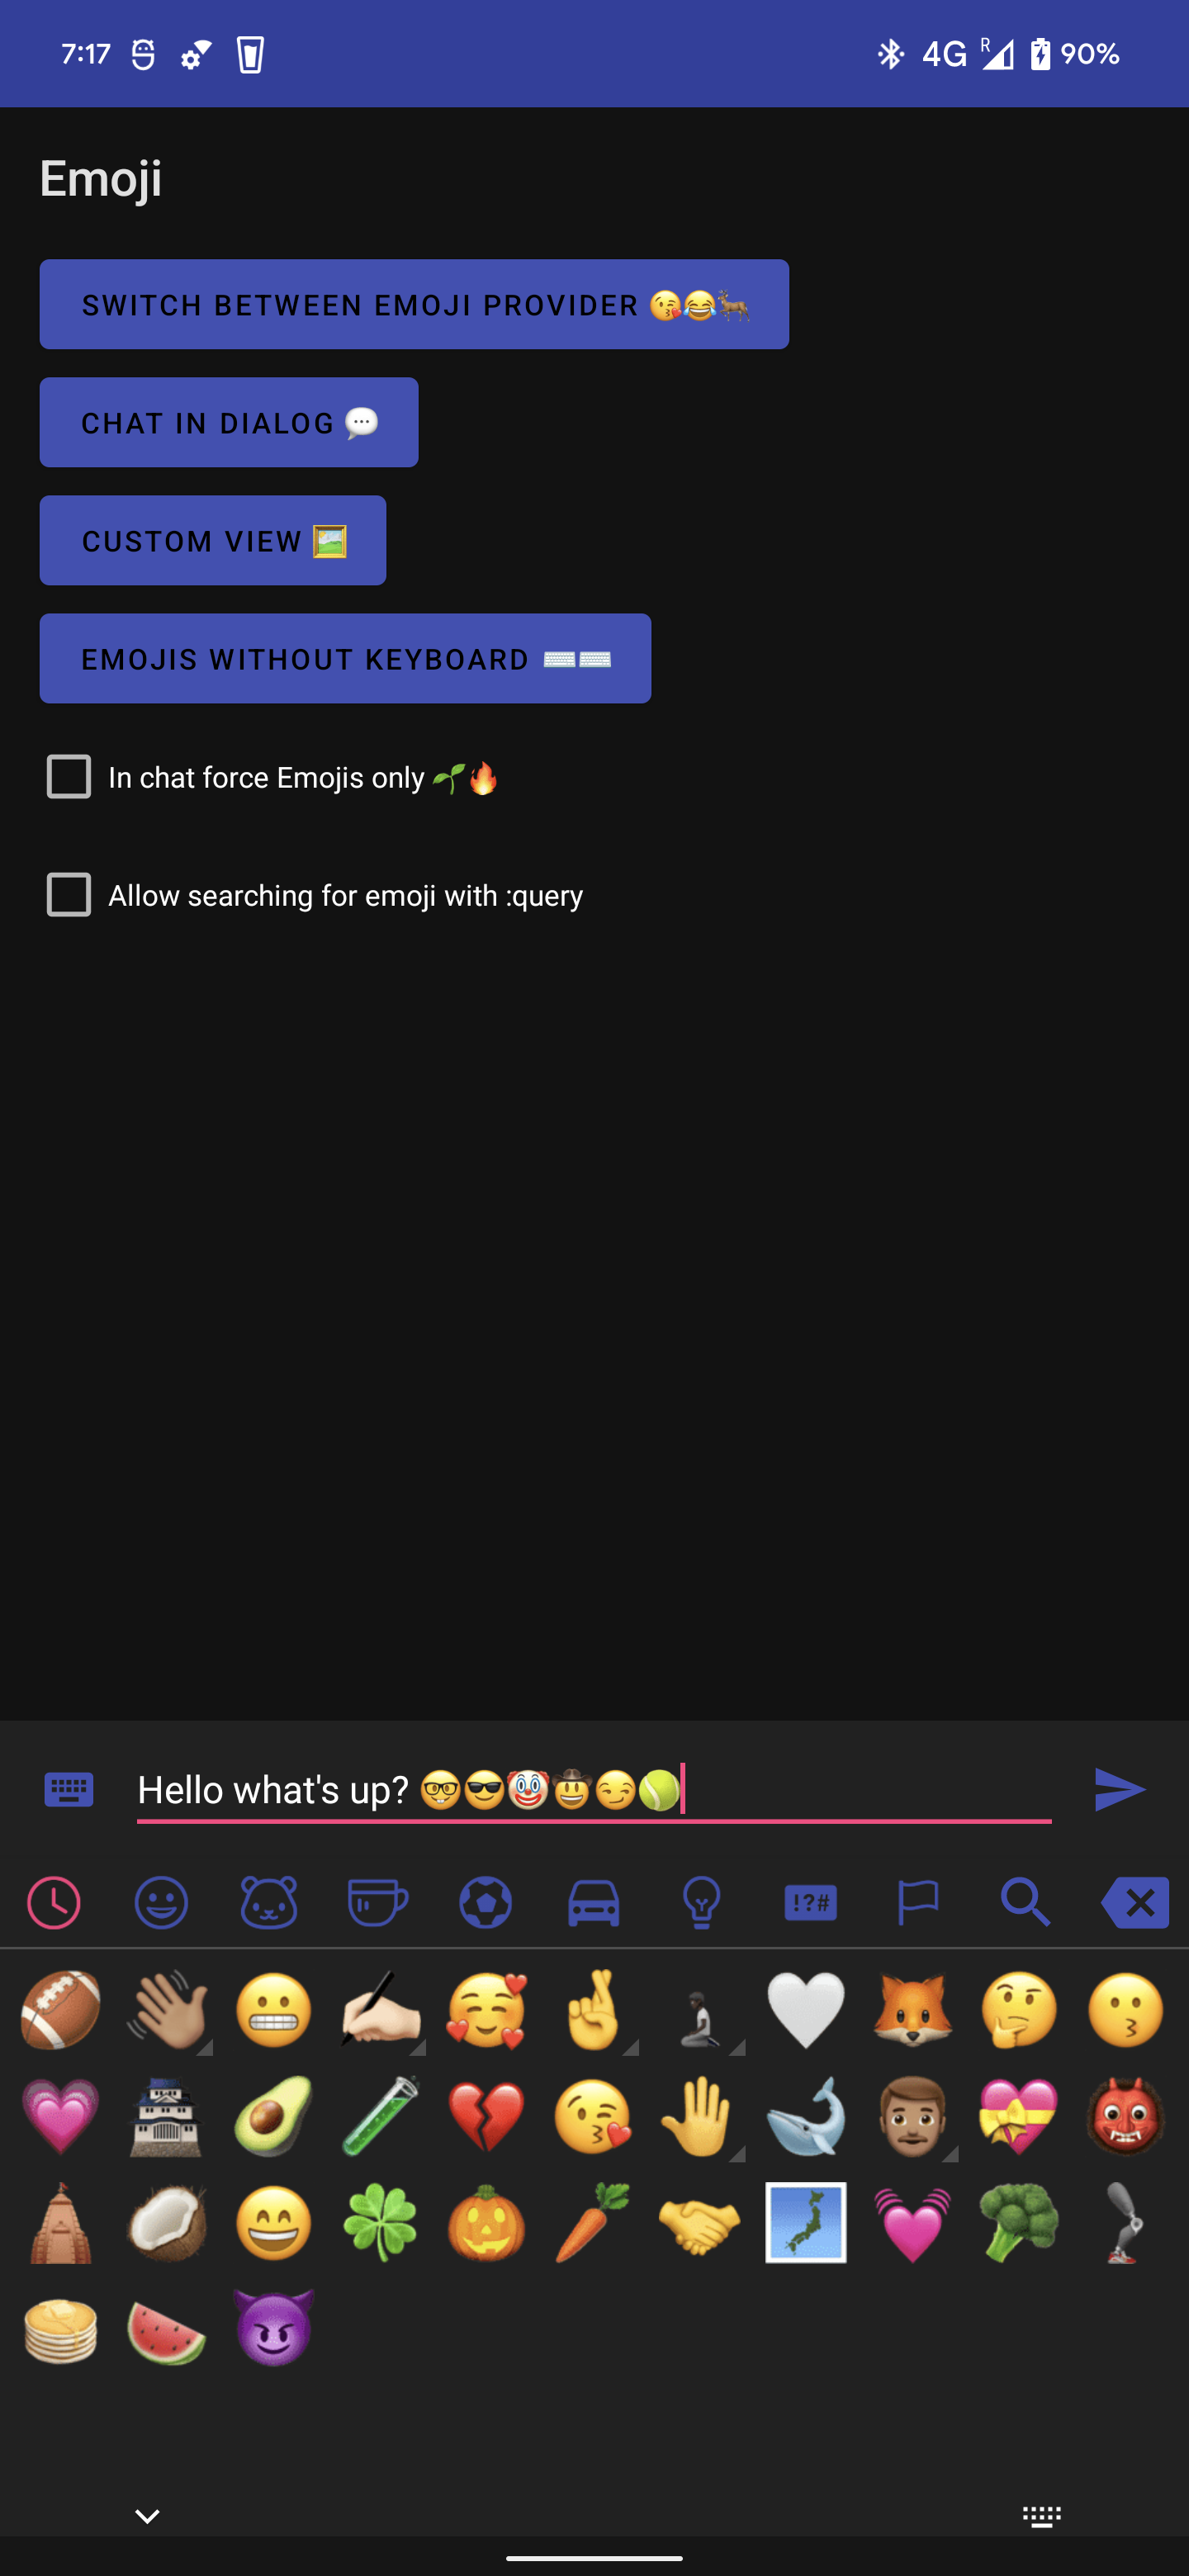 7:17 4G R 90%
Emoji
SWITCH BETWEEN EMOJI PROVIDER 😘😂🦌
CHAT IN DIALOG 💬
CUSTOM VIEW 🖼️
EMOJIS WITHOUT KEYBOARD ⌨️⌨️
In chat force Emojis only 🌱🔥
Allow searching for emoji with :query
Hello what's up? 🤓😎🤡🤠😏🎾
!?#